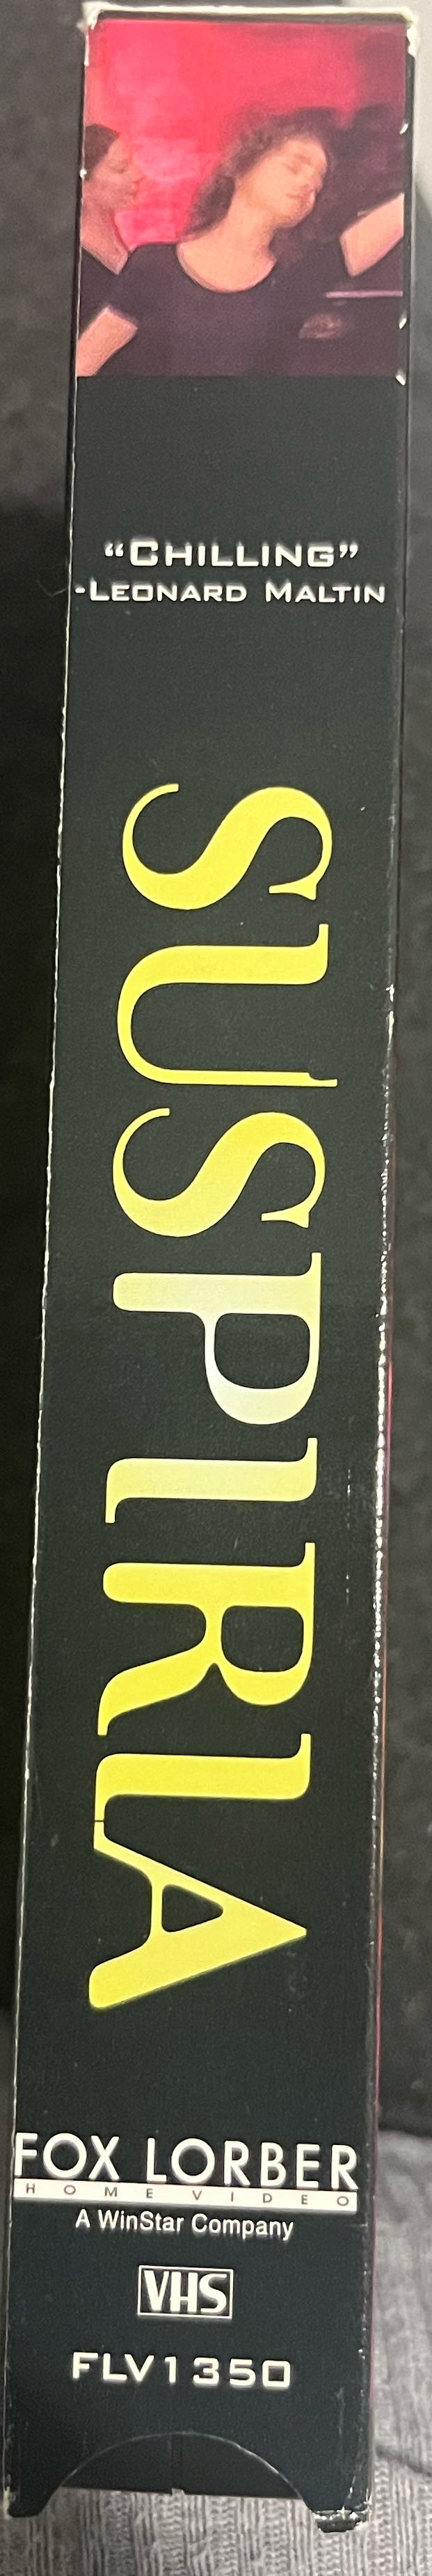 “CHILLING”
-LEONARD MALTIN
SUSPIRIA
FOX LORBER
HOME VIDEO
A WinStar Company
VHS
FLV1350